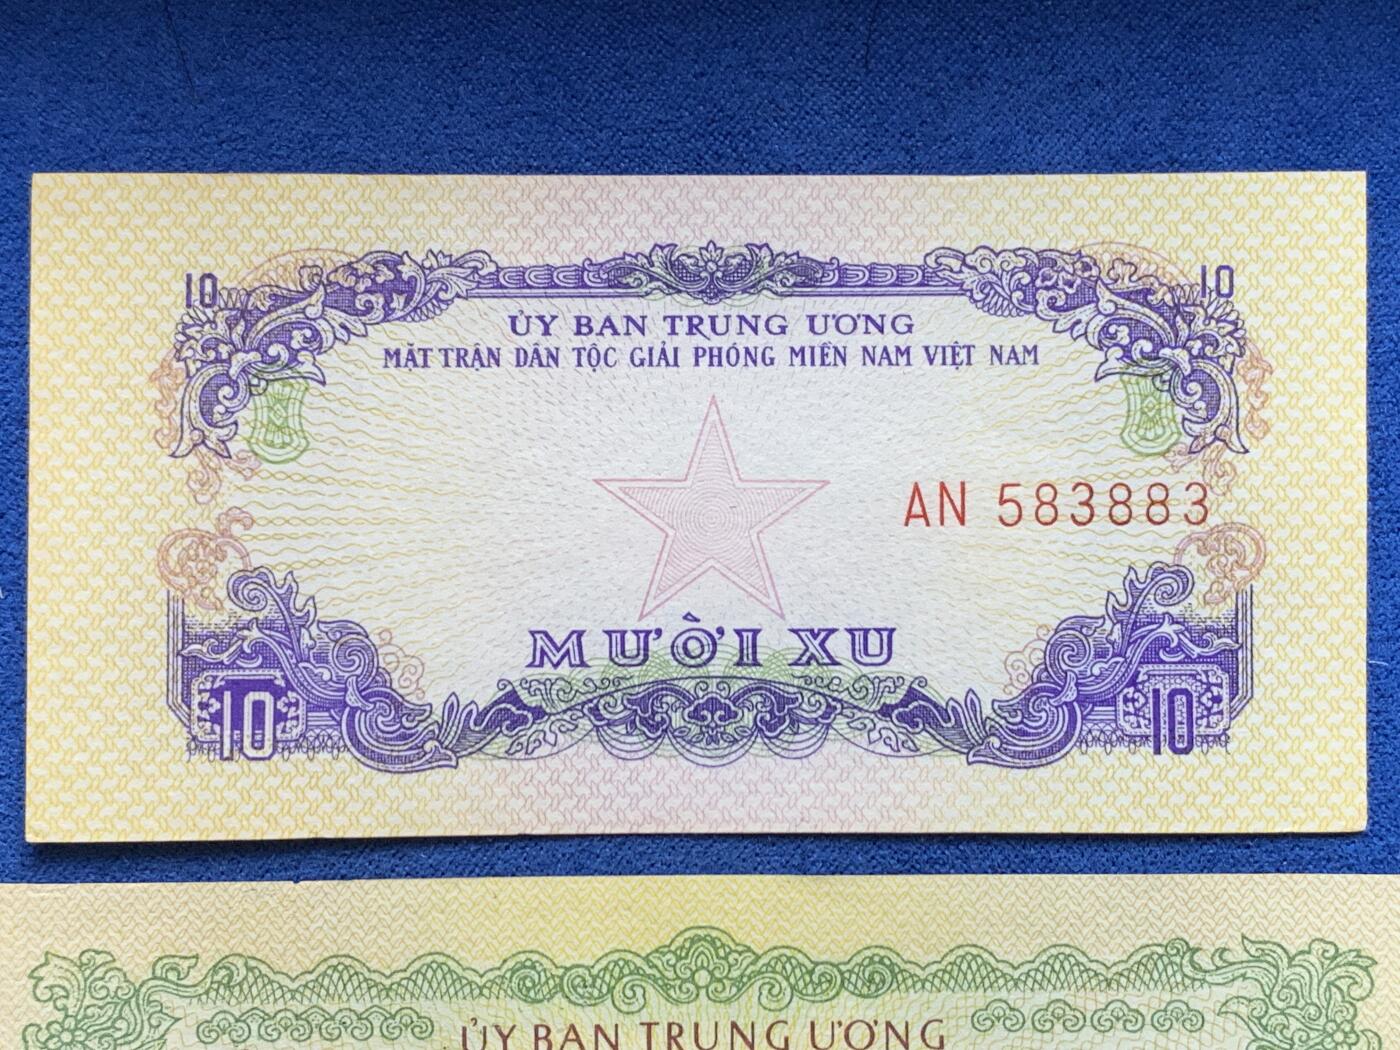 10 10
ỦY BAN TRUNG ƯƠNG
MẶT TRẬN DÂN TỘC GIẢI PHÓNG MIỀN NAM VIỆT NAM
AN 583883
MƯỜI XU
10 10
ỦY BAN TRUNG ƯƠNG